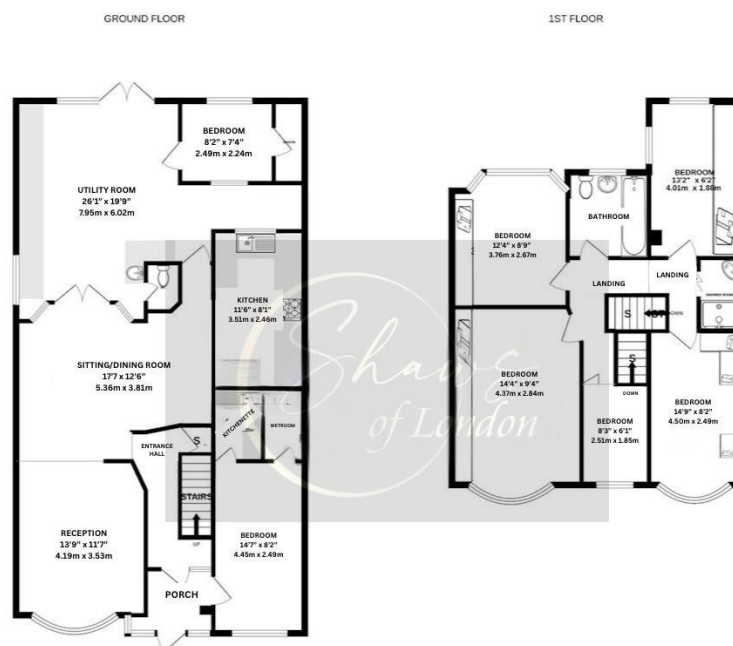 GROUND FLOOR
1ST FLOOR
BEDROOM
8'2" x 7'4"
2.49m x 2.24m
UTILITY ROOM
26'1" x 19'9"
7.95m x 6.02m
KITCHEN
11'6" x 8'1"
3.51m x 2.46m
SITTING/DINING ROOM
17'7 x 12'6"
5.36m x 3.81m
KITCHENETTE
WETROOM
ENTRANCE
HALL
S
STAIRS
RECEPTION
13'9" x 11'7"
4.19m x 3.53m
BEDROOM
14'7" x 8'2"
4.45m x 2.49m
PORCH
BEDROOM
13'2" x 6'2"
4.01m x 1.88m
BATHROOM
BEDROOM
12'4" x 8'9"
3.76m x 2.67m
LANDING
LANDING
SHOWER ROOM
S
DOWN
S
DOWN
BEDROOM
14'4" x 9'4"
4.37m x 2.84m
BEDROOM
8'3" x 6'1"
2.51m x 1.85m
BEDROOM
14'9" x 8'2"
4.50m x 2.49m
Shaws
of London